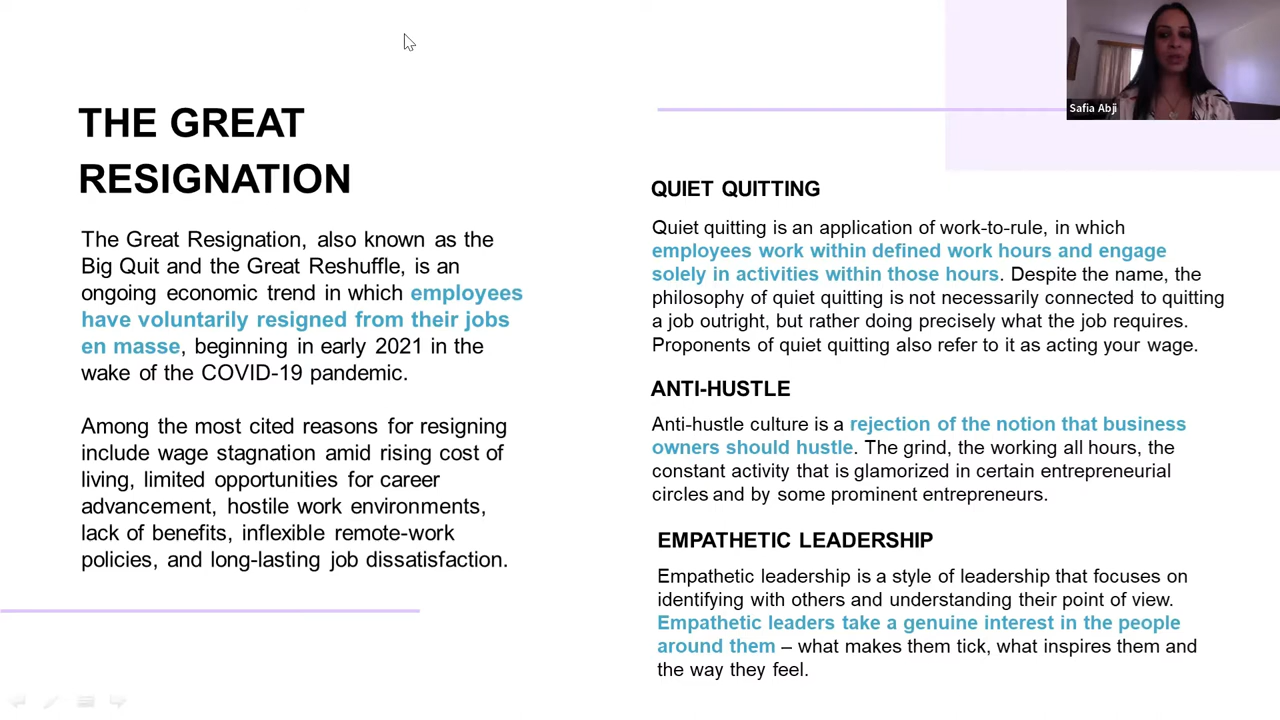 THE GREAT
RESIGNATION
The Great Resignation, also known as the
Big Quit and the Great Reshuffle, is an
ongoing economic trend in which employees
have voluntarily resigned from their jobs
en masse, beginning in early 2021 in the
wake of the COVID-19 pandemic.
Among the most cited reasons for resigning
include wage stagnation amid rising cost of
living, limited opportunities for career
advancement, hostile work environments,
lack of benefits, inflexible remote-work
policies, and long-lasting job dissatisfaction.
Safia Abji
QUIET QUITTING
Quiet quitting is an application of work-to-rule, in which
employees work within defined work hours and engage
solely in activities within those hours. Despite the name, the
philosophy of quiet quitting is not necessarily connected to quitting
a job outright, but rather doing precisely what the job requires.
Proponents of quiet quitting also refer to it as acting your wage.
ANTI-HUSTLE
Anti-hustle culture is a rejection of the notion that business
owners should hustle. The grind, the working all hours, the
constant activity that is glamorized in certain entrepreneurial
circles and by some prominent entrepreneurs.
EMPATHETIC LEADERSHIP
Empathetic leadership is a style of leadership that focuses on
identifying with others and understanding their point of view.
Empathetic leaders take a genuine interest in the people
around them – what makes them tick, what inspires them and
the way they feel.